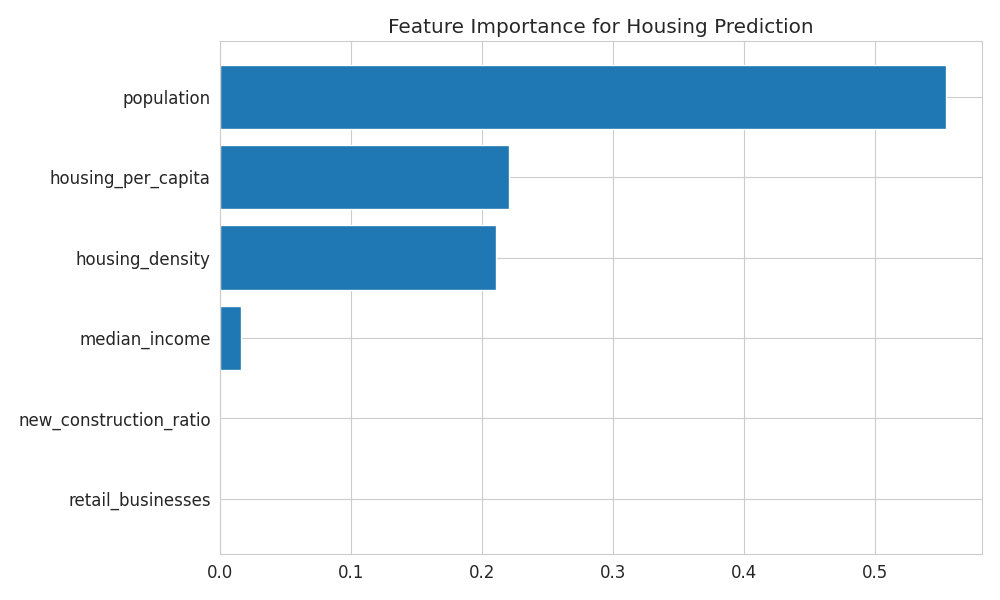 Feature Importance for Housing Prediction
population
housing_per_capita
housing_density
median_income
new_construction_ratio
retail_businesses
0.0 0.1 0.2 0.3 0.4 0.5